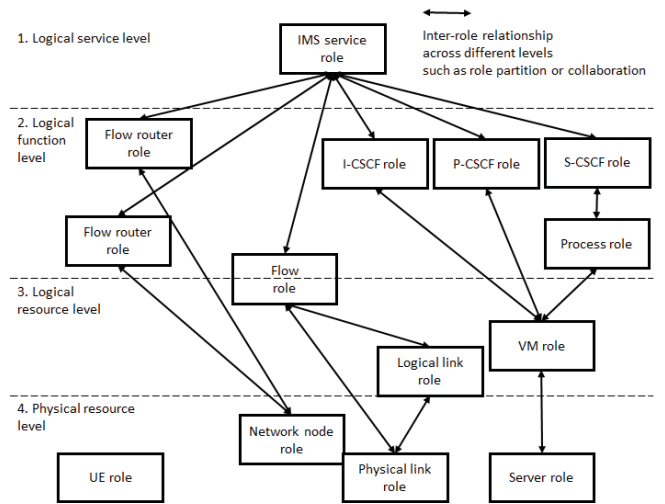 1. Logical service level
IMS service
role
Inter-role relationship
across different levels
such as role partition or collaboration
2. Logical
function
level
Flow router
role
I-CSCF role
P-CSCF role
S-CSCF role
Flow router
role
Process role
Flow
role
3. Logical
resource level
VM role
Logical link
role
4. Physical resource
level
Network node
role
UE role
Physical link
role
Server role